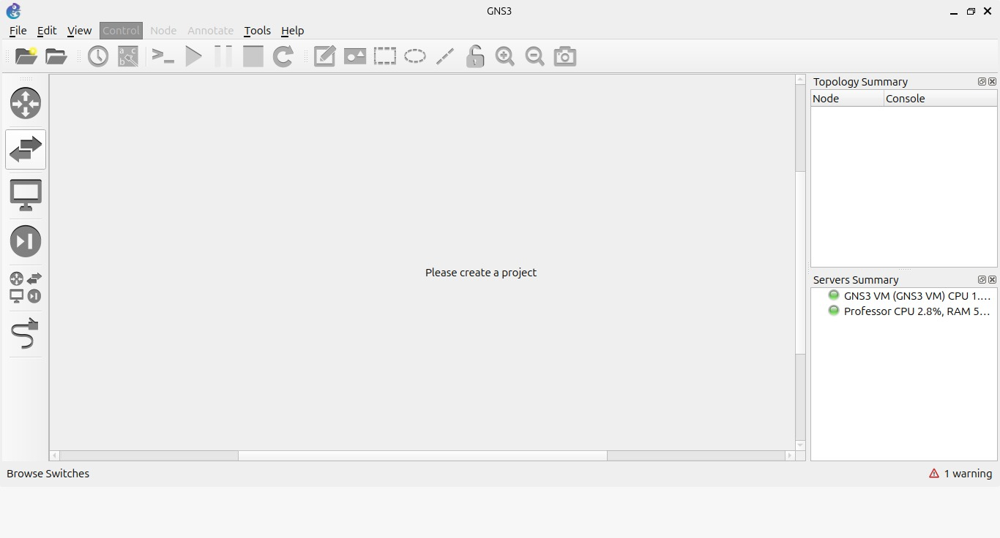 GNS3
File Edit View Control Node Annotate Tools Help
a c
b
Topology Summary
Node Console
Please create a project
Servers Summary
GNS3 VM (GNS3 VM) CPU 1....
Professor CPU 2.8%, RAM 5...
Browse Switches
1 warning